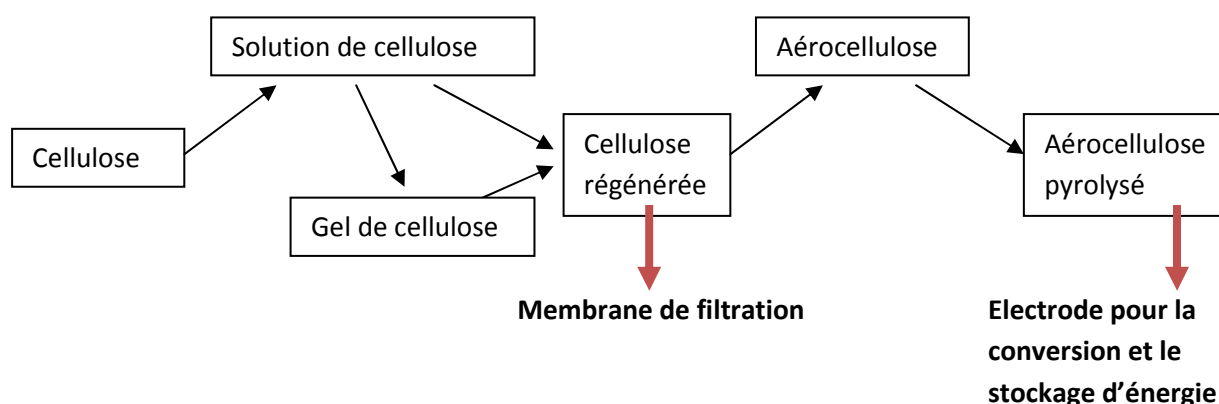 Solution de cellulose
Aérocellulose
Cellulose
Cellulose
régénérée
Aérocellulose
pyrolysé
Gel de cellulose
Membrane de filtration
Electrode pour la
conversion et le
stockage d'énergie